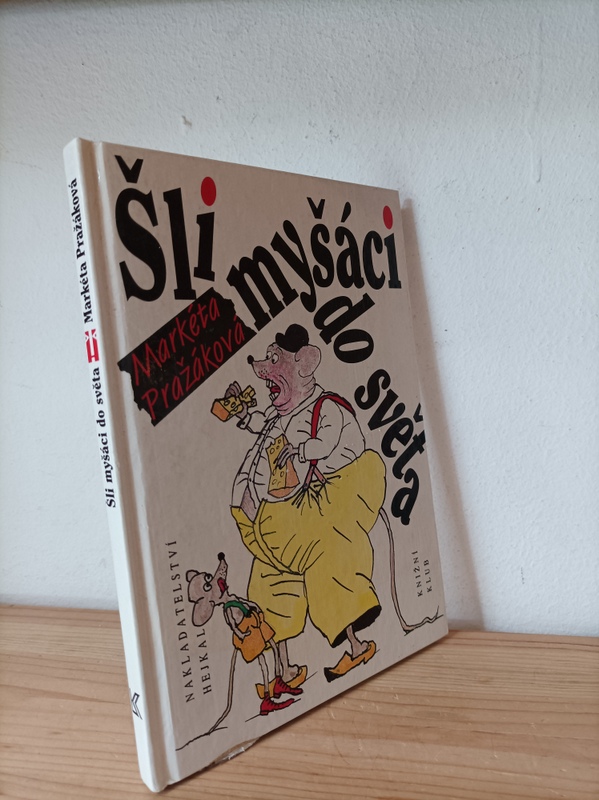 Šli
myšáci
do
světa
Markéta
Pražáková
NAKLADATELSTVÍ
HEJKAL
KNIŽNÍ
KLUB
Šli myšáci do světa Markéta Pražáková